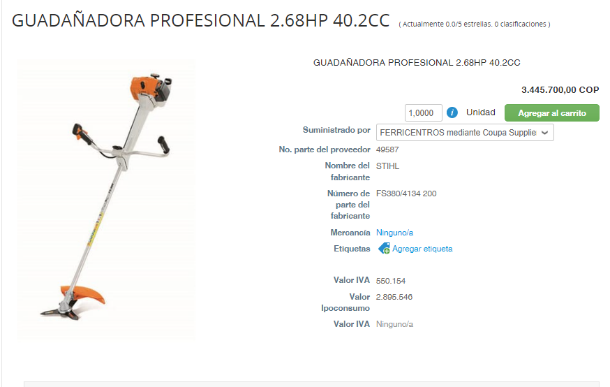 GUADAÑADORA PROFESIONAL 2.68HP 40.2CC ( Actualmente 0.0/5 estrellas. 0 clasificaciones )
GUADAÑADORA PROFESIONAL 2.68HP 40.2CC
3.445.700,00 COP
1,0000 i Unidad Agregar al carrito
Suministrado por FERRICENTROS mediante Coupa Supplie
No. parte del proveedor 49587
Nombre del STIHL
fabricante
Número de FS380/4134 200
parte del
fabricante
Mercancía Ninguno/a
Etiquetas Agregar etiqueta
Valor IVA 550.154
Valor 2.895.546
Ipoconsumo
Valor IVA Ninguno/a